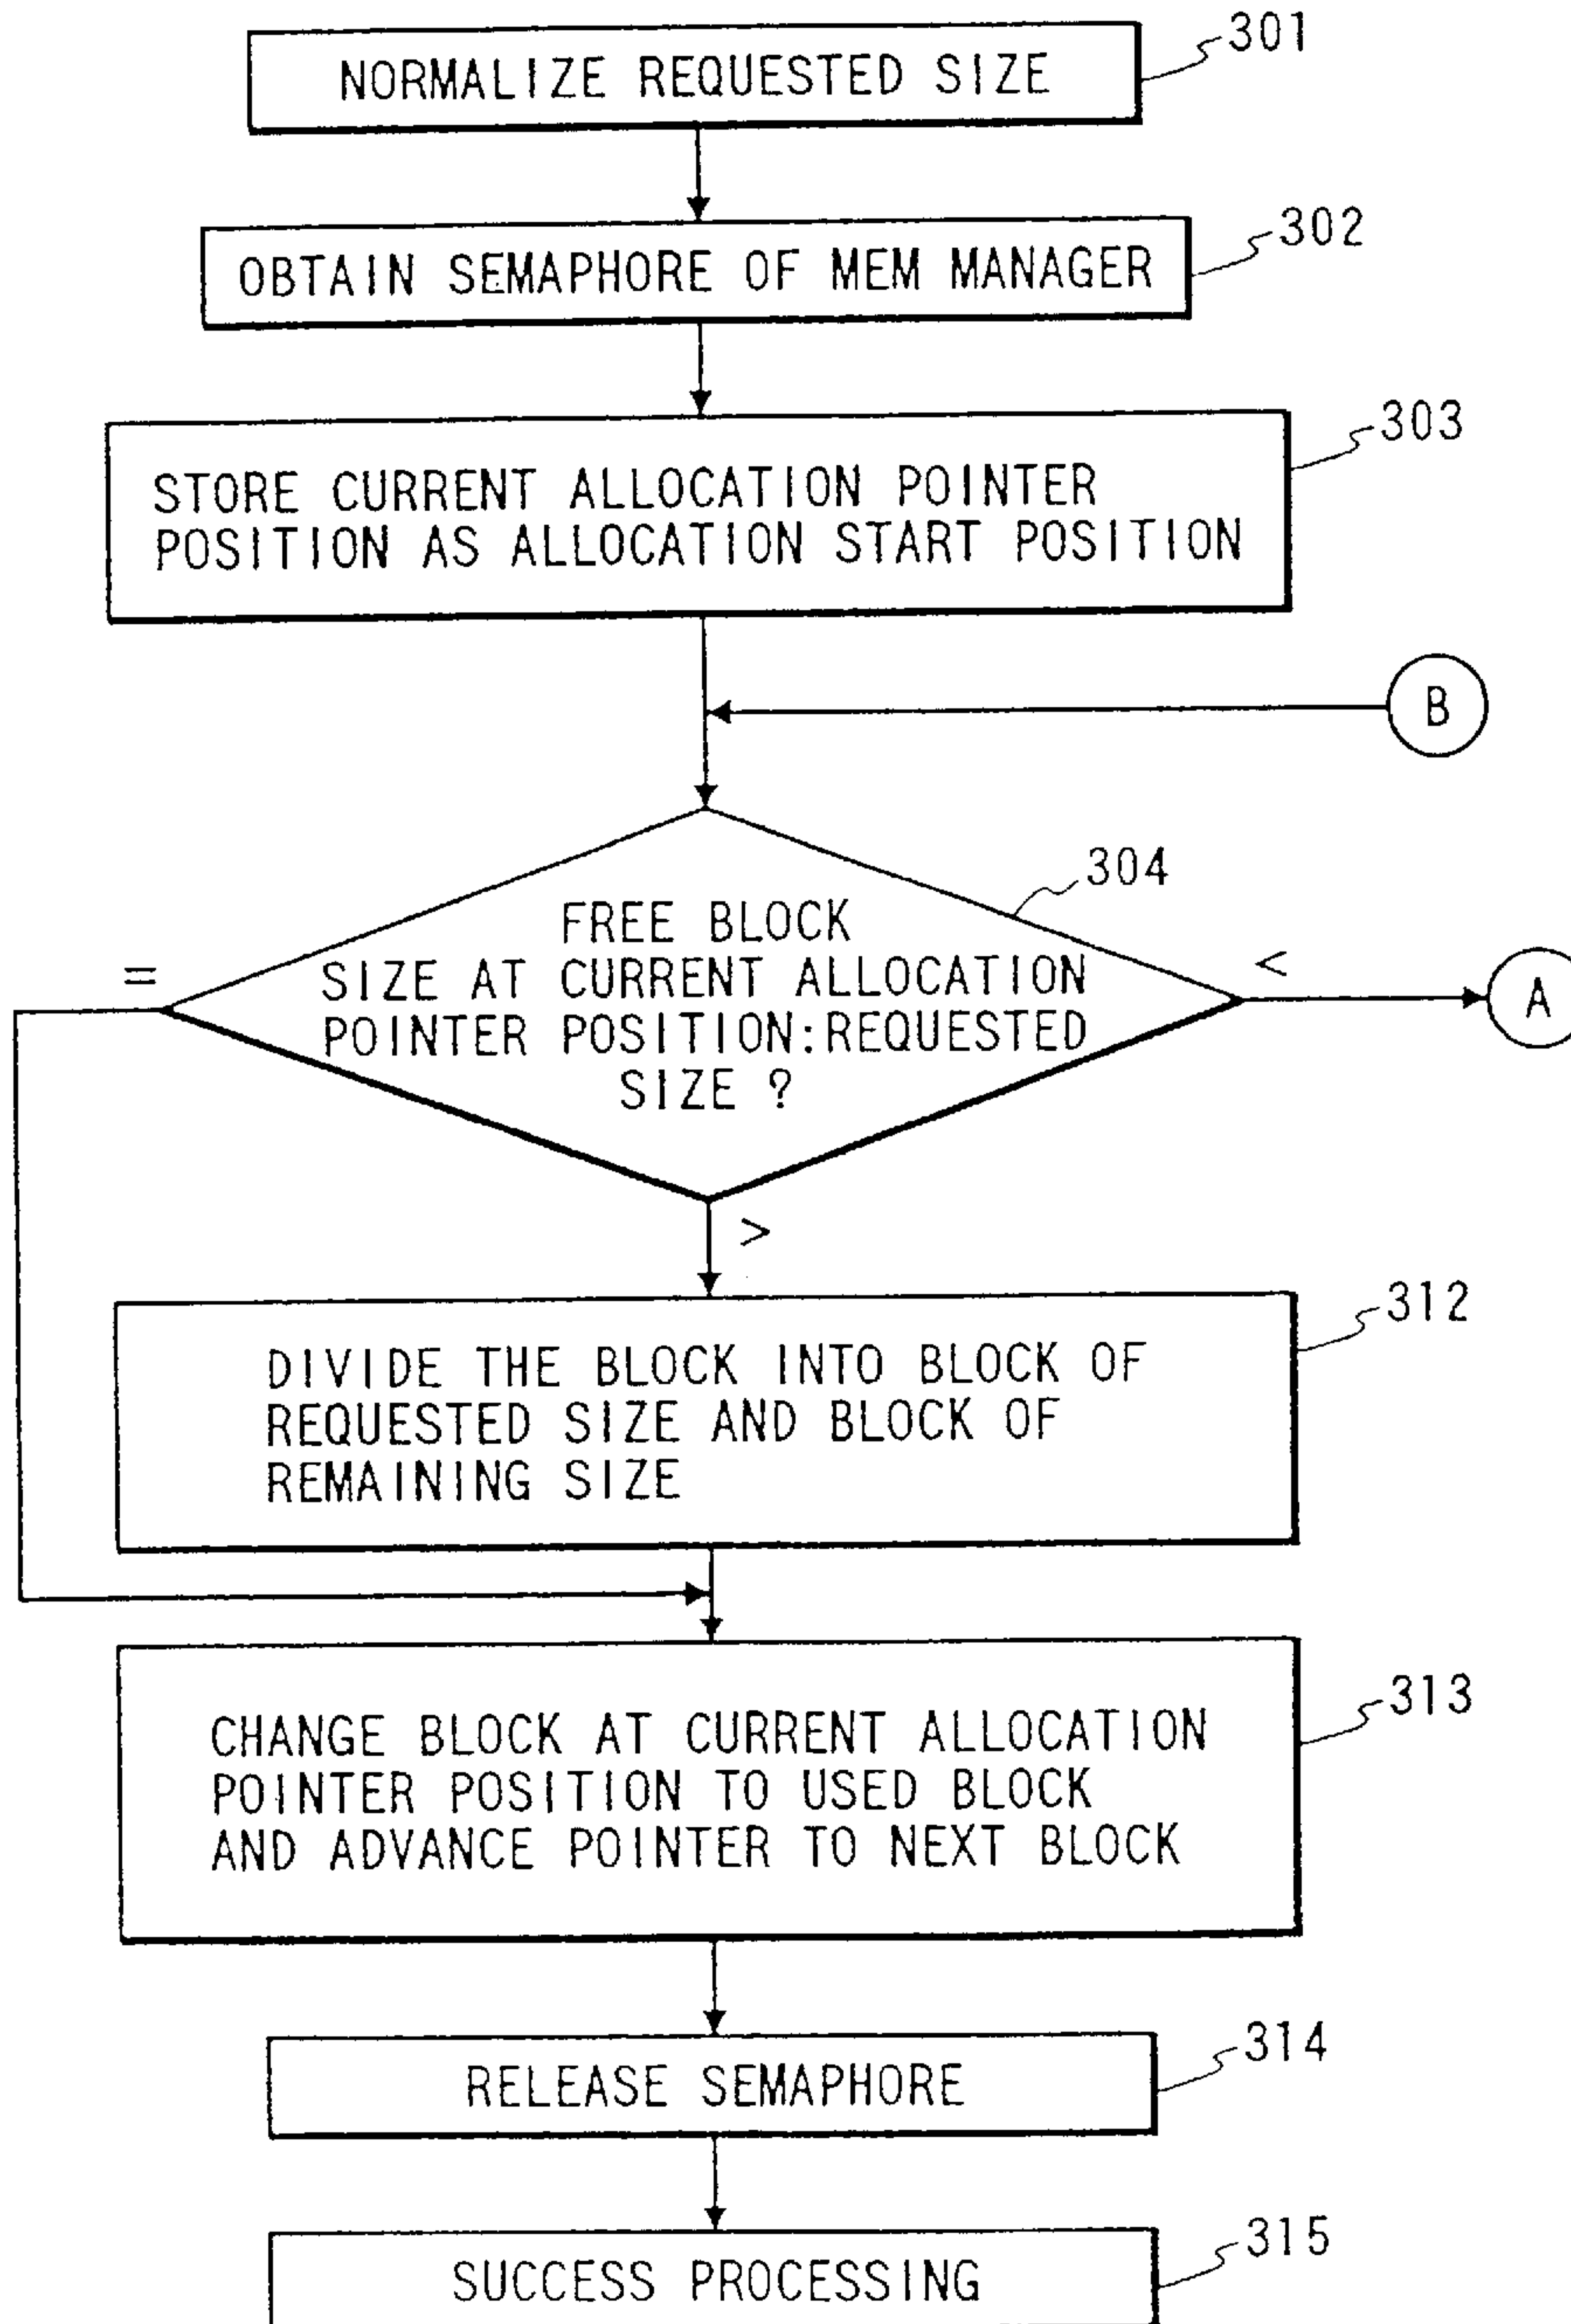 301
NORMALIZE REQUESTED SIZE
302
OBTAIN SEMAPHORE OF MEM MANAGER
303
STORE CURRENT ALLOCATION POINTER
POSITION AS ALLOCATION START POSITION
B
304
FREE BLOCK
SIZE AT CURRENT ALLOCATION
POINTER POSITION:REQUESTED
SIZE ?
=
<
A
>
312
DIVIDE THE BLOCK INTO BLOCK OF
REQUESTED SIZE AND BLOCK OF
REMAINING SIZE
313
CHANGE BLOCK AT CURRENT ALLOCATION
POINTER POSITION TO USED BLOCK
AND ADVANCE POINTER TO NEXT BLOCK
314
RELEASE SEMAPHORE
315
SUCCESS PROCESSING